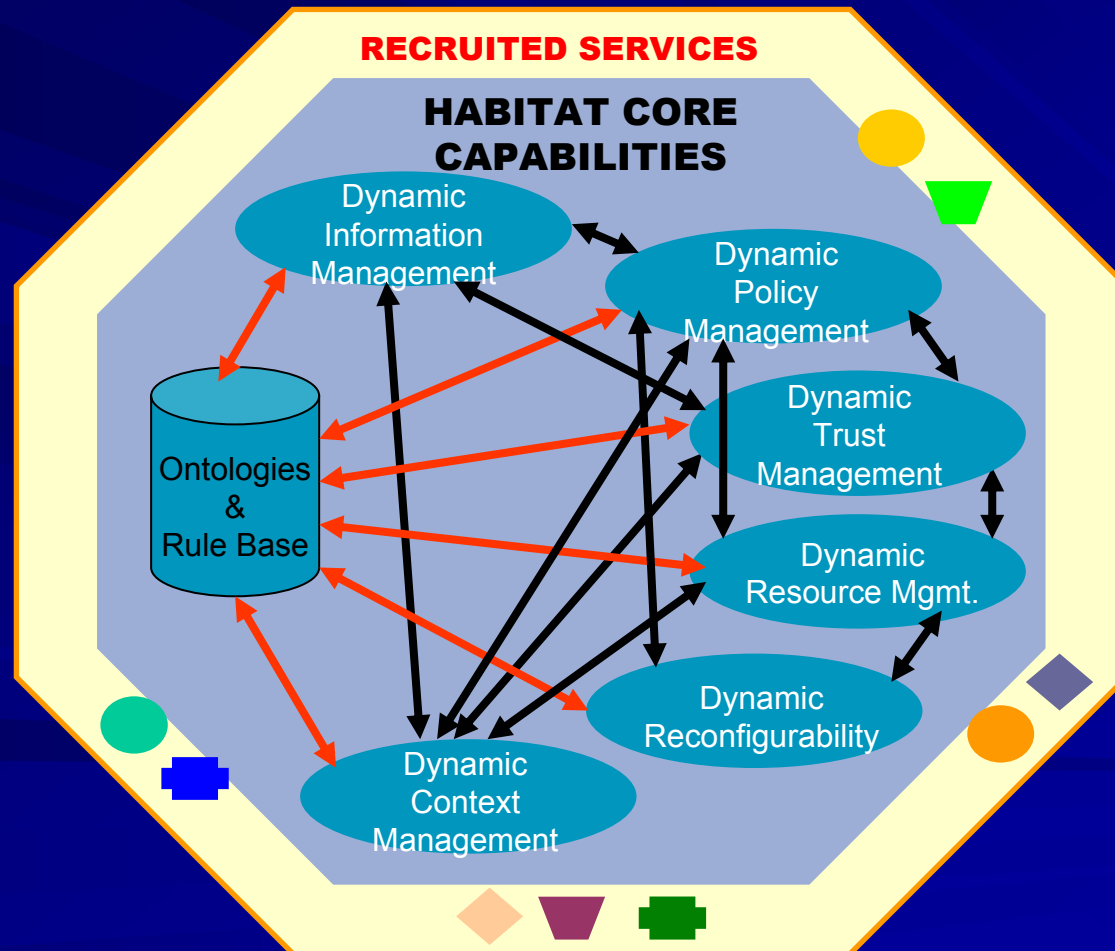 RECRUITED SERVICES
HABITAT CORE
CAPABILITIES
Dynamic
Information
Management
Dynamic
Policy
Management
Dynamic
Trust
Management
Ontologies
&
Rule Base
Dynamic
Resource Mgmt.
Dynamic
Reconfigurability
Dynamic
Context
Management